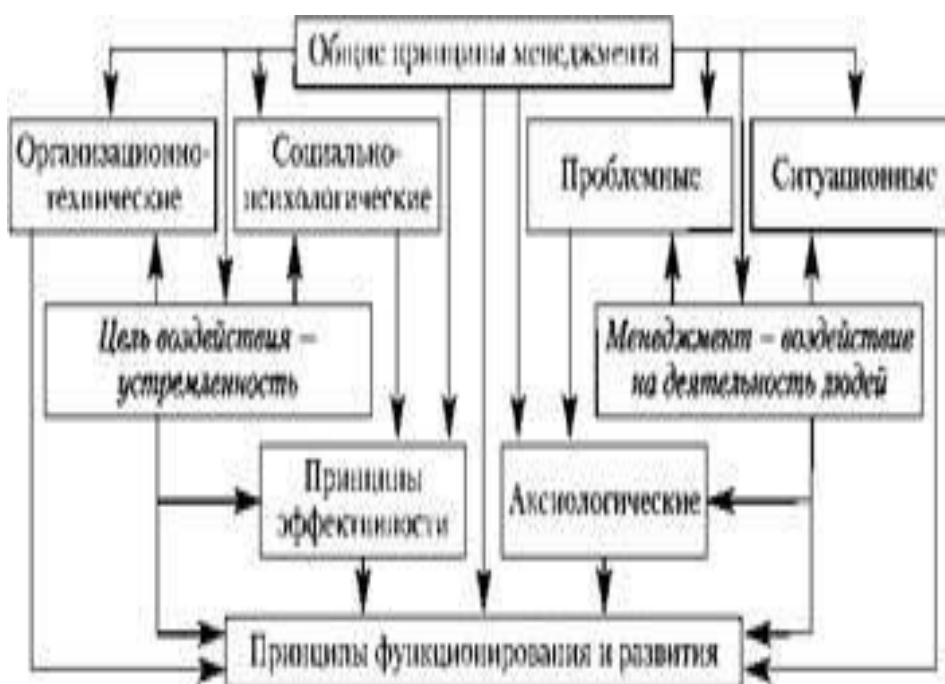 Общие принципы менеджмента
Организационно-
технические
Социально-
психологические
Проблемные
Ситуационные
Цель воздействия –
устремленность
Менеджмент – воздействие
на деятельность людей
Принципы
эффективности
Аксиологические
Принципы функционирования и развития